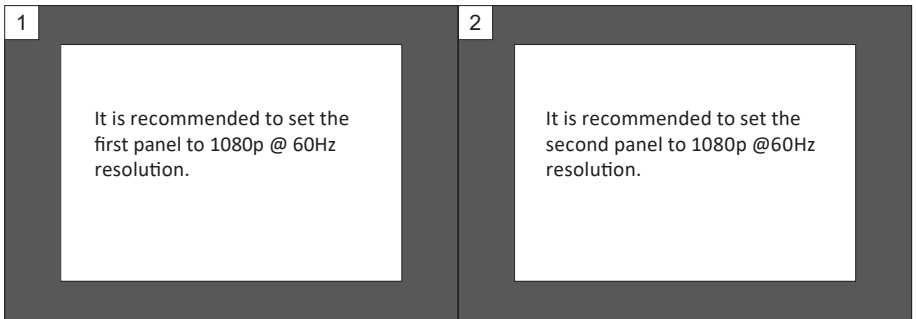 1
It is recommended to set the
first panel to 1080p @ 60Hz
resolution.
2
It is recommended to set the
second panel to 1080p @60Hz
resolution.